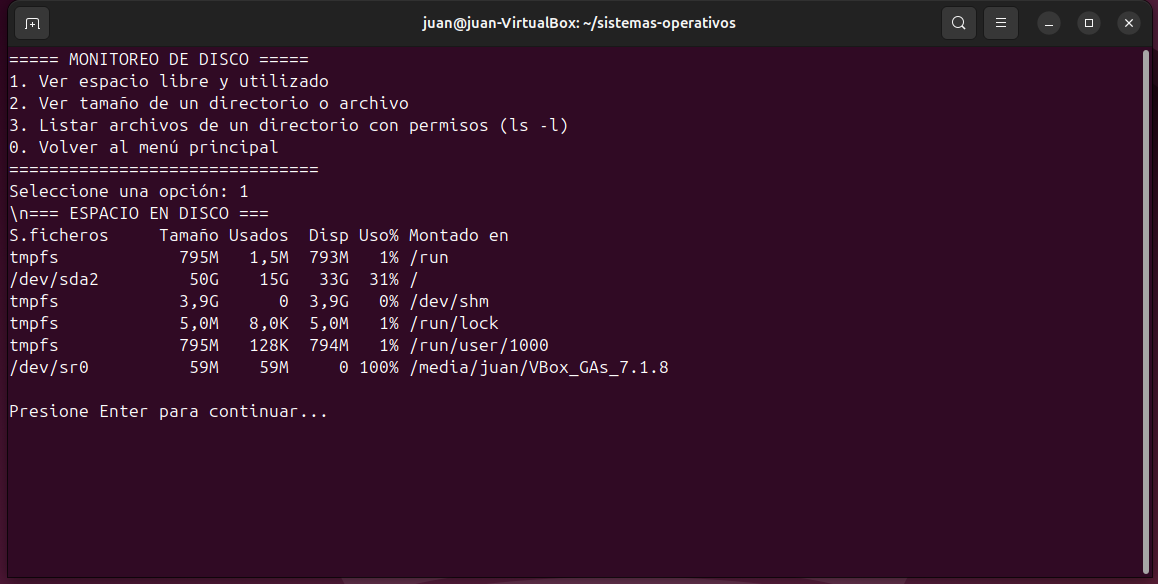 juan@juan-VirtualBox: ~/sistemas-operativos
===== MONITOREO DE DISCO =====
1. Ver espacio libre y utilizado
2. Ver tamaño de un directorio o archivo
3. Listar archivos de un directorio con permisos (ls -l)
0. Volver al menú principal
===============================
Seleccione una opción: 1
\n=== ESPACIO EN DISCO ===
S.ficheros     Tamaño Usados  Disp Uso% Montado en
tmpfs            795M   1,5M  793M   1% /run
/dev/sda2         50G    15G   33G  31% /
tmpfs            3,9G      0  3,9G   0% /dev/shm
tmpfs            5,0M   8,0K  5,0M   1% /run/lock
tmpfs            795M   128K  794M   1% /run/user/1000
/dev/sr0          59M    59M     0 100% /media/juan/VBox_GAs_7.1.8
Presione Enter para continuar...